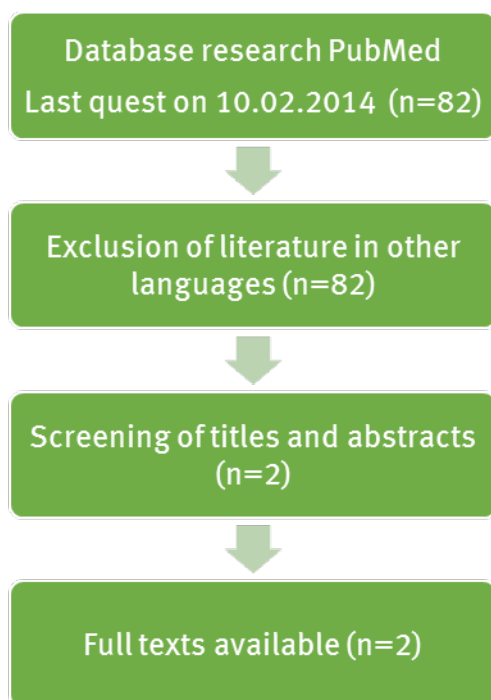 Database research PubMed
Last quest on 10.02.2014 (n=82)
Exclusion of literature in other
languages (n=82)
Screening of titles and abstracts
(n=2)
Full texts available (n=2)